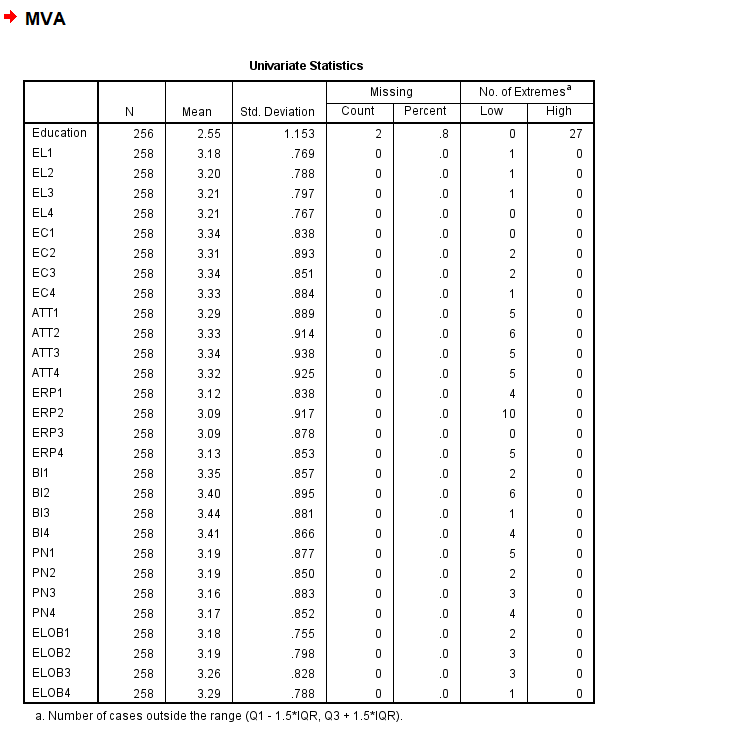 MVA
Univariate Statistics
Missing No. of Extremesa
N Mean Std. Deviation Count Percent Low High
Education 256 2.55 1.153 2 .8 0 27
EL1 258 3.18 .769 0 .0 1 0
EL2 258 3.20 .788 0 .0 1 0
EL3 258 3.21 .797 0 .0 1 0
EL4 258 3.21 .767 0 .0 0 0
EC1 258 3.34 .838 0 .0 0 0
EC2 258 3.31 .893 0 .0 2 0
EC3 258 3.34 .851 0 .0 2 0
EC4 258 3.33 .884 0 .0 1 0
ATT1 258 3.29 .889 0 .0 5 0
ATT2 258 3.33 .914 0 .0 6 0
ATT3 258 3.34 .938 0 .0 5 0
ATT4 258 3.32 .925 0 .0 5 0
ERP1 258 3.12 .838 0 .0 4 0
ERP2 258 3.09 .917 0 .0 10 0
ERP3 258 3.09 .878 0 .0 0 0
ERP4 258 3.13 .853 0 .0 5 0
BI1 258 3.35 .857 0 .0 2 0
BI2 258 3.40 .895 0 .0 6 0
BI3 258 3.44 .881 0 .0 1 0
BI4 258 3.41 .866 0 .0 4 0
PN1 258 3.19 .877 0 .0 5 0
PN2 258 3.19 .850 0 .0 2 0
PN3 258 3.16 .883 0 .0 3 0
PN4 258 3.17 .852 0 .0 4 0
ELOB1 258 3.18 .755 0 .0 2 0
ELOB2 258 3.19 .798 0 .0 3 0
ELOB3 258 3.26 .828 0 .0 3 0
ELOB4 258 3.29 .788 0 .0 1 0
a. Number of cases outside the range (Q1 - 1.5*IQR, Q3 + 1.5*IQR).